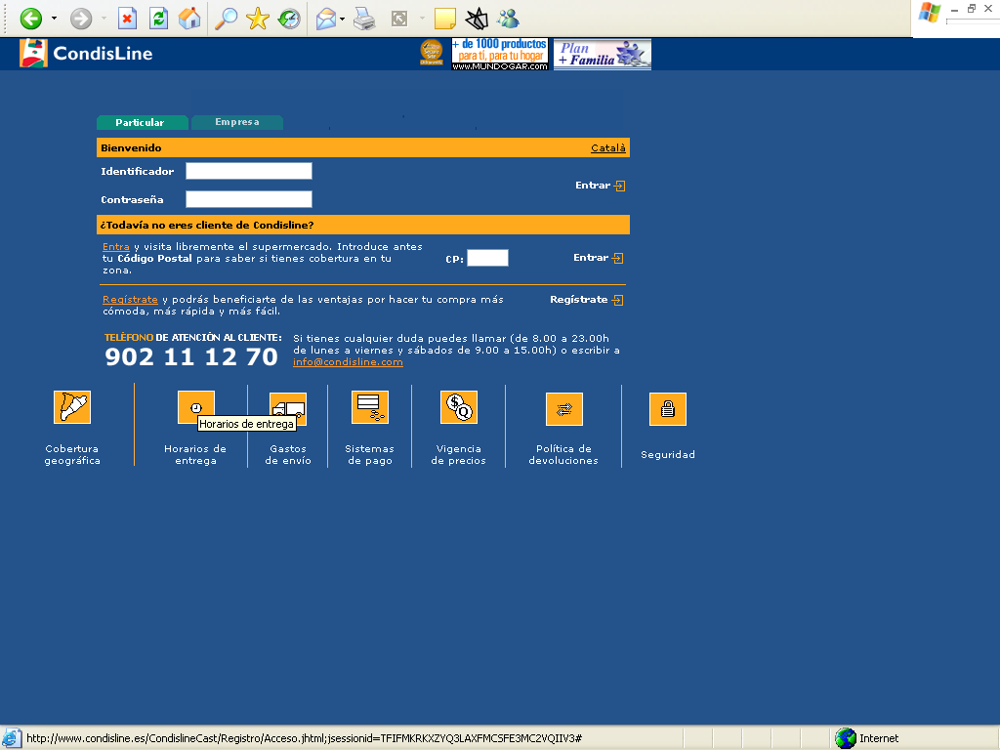 CondisLine
+ de 1000 productos
para tí, para tu hogar
www.MUNDOGAR.com
Plan
+ Familia
Particular
Empresa
Bienvenido
Català
Identificador
Entrar
Contraseña
¿Todavía no eres cliente de Condisline?
Entra y visita libremente el supermercado. Introduce antes
tu Código Postal para saber si tienes cobertura en tu
zona.
CP:
Entrar
Regístrate y podrás beneficiarte de las ventajas por hacer tu compra más
cómoda, más rápida y más fácil.
Regístrate
TELÉFONO DE ATENCIÓN AL CLIENTE:
902 11 12 70
Si tienes cualquier duda puedes llamar (de 8.00 a 23.00h
de lunes a viernes y sábados de 9.00 a 15.00h) o escribir a
info@condisline.com
Horarios de entrega
Cobertura
geográfica
Horarios de
entrega
Gastos
de envío
Sistemas
de pago
Vigencia
de precios
Política de
devoluciones
Seguridad
http://www.condisline.es/CondislineCast/Registro/Acceso.jhtml;jsessionid=TFIFMKRKXZYQ3LAXFMCSFE3MC2VQIIV3#
Internet